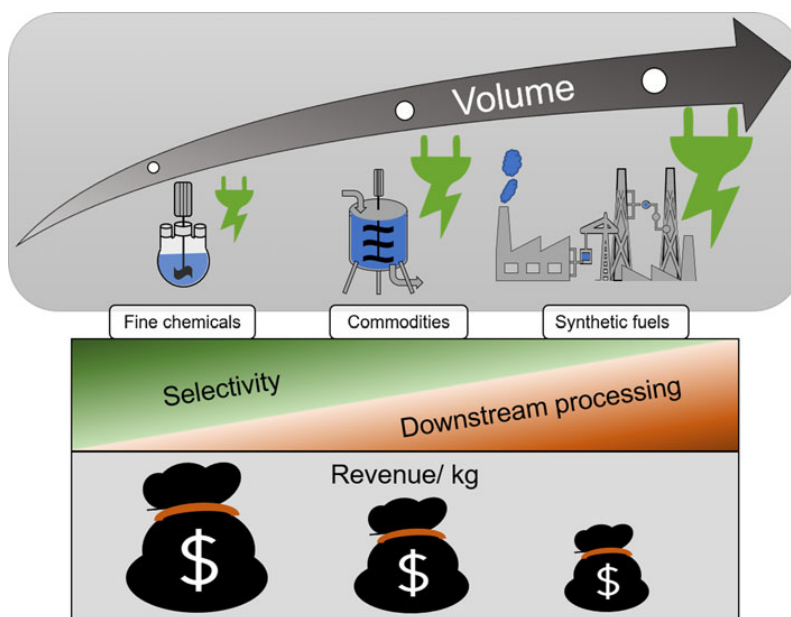 Volume
Fine chemicals
Commodities
Synthetic fuels
Selectivity
Downstream processing
Revenue/ kg
$
$
$